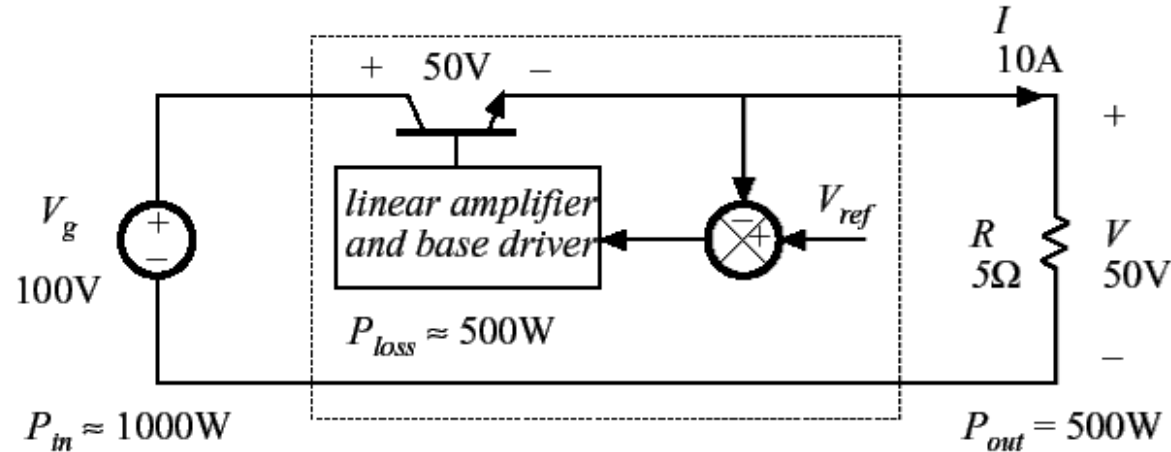 I
10A
+ 50V –
+
linear amplifier
and base driver
V_ref
–
+
V_g
+
–
100V
R
5Ω
V
50V
P_loss ≈ 500W
–
P_in ≈ 1000W
P_out = 500W